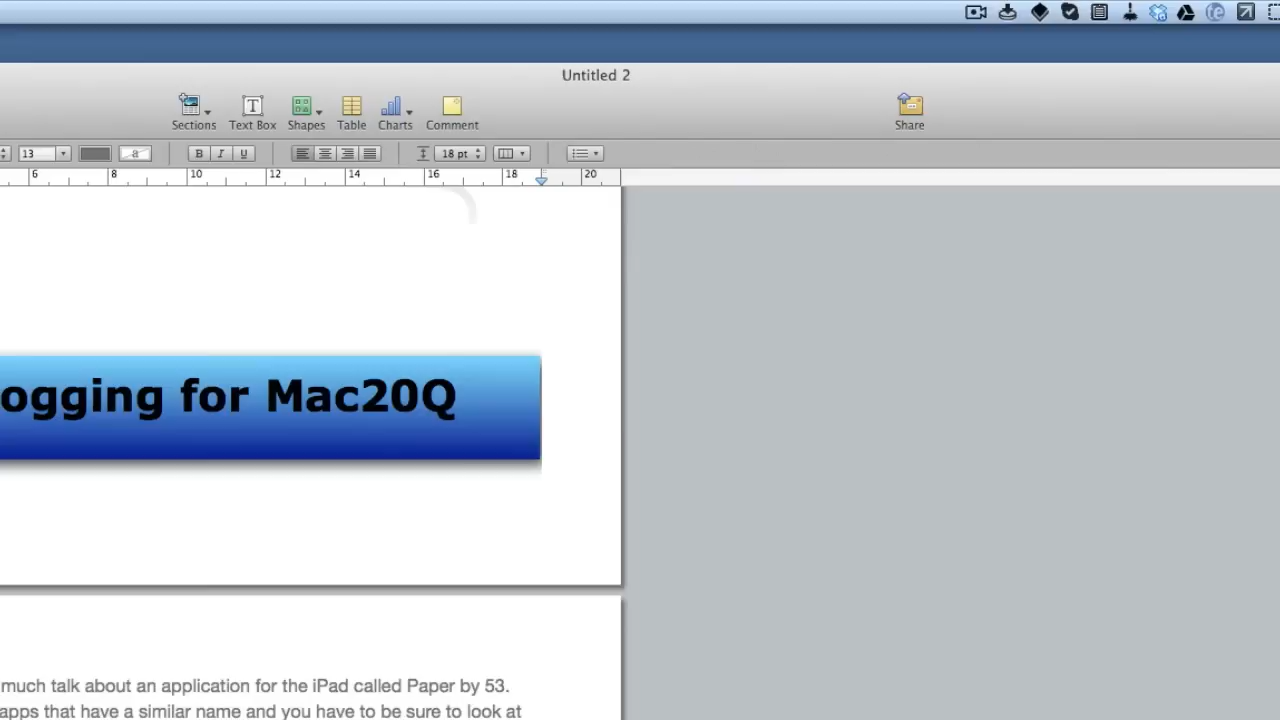 Untitled 2
Sections Text Box Shapes Table Charts Comment Share
13 a B I U 18 pt
6 8 10 12 14 16 18 20
ogging for Mac20Q
much talk about an application for the iPad called Paper by 53.
apps that have a similar name and you have to be sure to look at